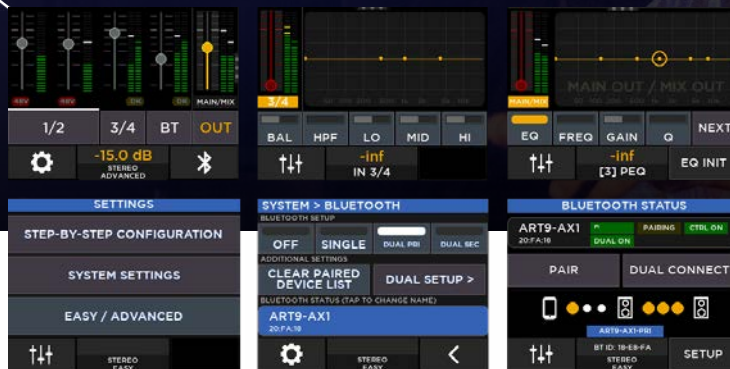 48V 48V OK OK MAIN/MIX
1/2 3/4 BT OUT
-15.0 dB
STEREO
ADVANCED
3/4
BAL HPF LO MID HI
-inf
IN 3/4
MAIN OUT / MIX OUT
MAIN/MIX
EQ FREQ GAIN Q NEXT
-inf
[3] PEQ
EQ INIT
SETTINGS
STEP-BY-STEP CONFIGURATION
SYSTEM SETTINGS
EASY / ADVANCED
STEREO
EASY
SYSTEM > BLUETOOTH
BLUETOOTH SETUP
OFF SINGLE DUAL PRI DUAL SEC
ADDITIONAL SETTINGS
CLEAR PAIRED
DEVICE LIST
DUAL SETUP >
BLUETOOTH STATUS (TAP TO CHANGE NAME)
ART9-AX1
20:FA:18
STEREO
EASY
BLUETOOTH STATUS
ART9-AX1 PAIRING CTRL ON
20:FA:18 DUAL ON
PAIR DUAL CONNECT
ART9-AX1-PRI
BT ID: 18-E8-FA
STEREO
EASY
SETUP